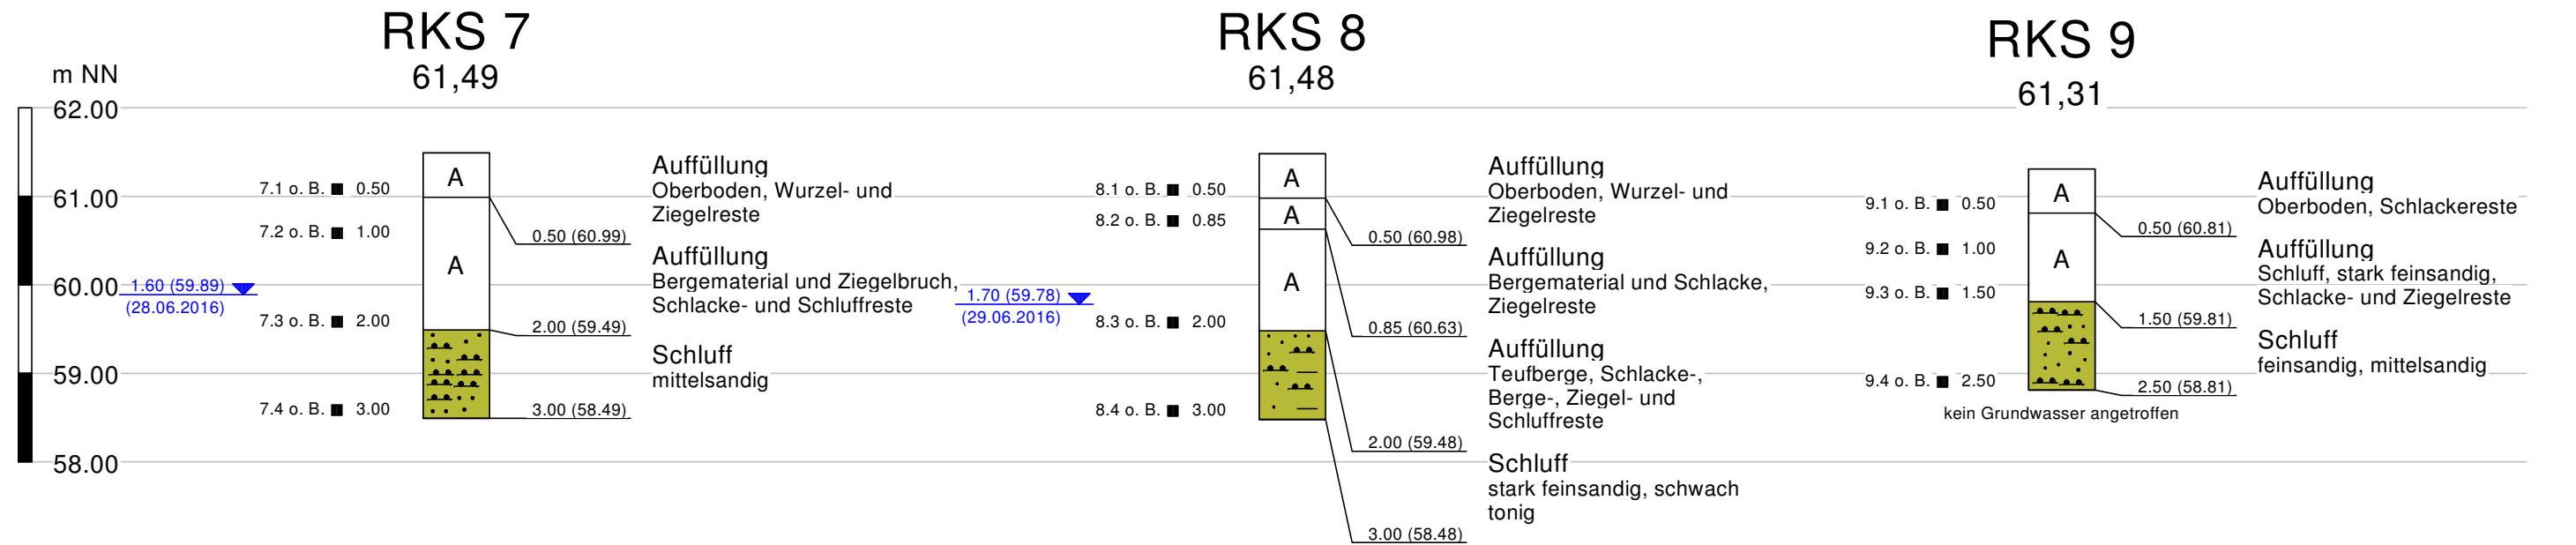 RKS 7
61,49
RKS 8
61,48
RKS 9
61,31
m NN
62.00
61.00
60.00
59.00
58.00
1.60 (59.89)
(28.06.2016)
7.1 o. B. 0.50
7.2 o. B. 1.00
7.3 o. B. 2.00
7.4 o. B. 3.00
A
A
0.50 (60.99)
2.00 (59.49)
3.00 (58.49)
Auffüllung
Oberboden, Wurzel- und
Ziegelreste
Auffüllung
Bergematerial und Ziegelbruch,
Schlacke- und Schluffreste
Schluff
mittelsandig
1.70 (59.78)
(29.06.2016)
8.1 o. B. 0.50
8.2 o. B. 0.85
8.3 o. B. 2.00
8.4 o. B. 3.00
A
A
A
0.50 (60.98)
0.85 (60.63)
2.00 (59.48)
3.00 (58.48)
Auffüllung
Oberboden, Wurzel- und
Ziegelreste
Auffüllung
Bergematerial und Schlacke,
Ziegelreste
Auffüllung
Teufberge, Schlacke-,
Berge-, Ziegel- und
Schluffreste
Schluff
stark feinsandig, schwach
tonig
9.1 o. B. 0.50
9.2 o. B. 1.00
9.3 o. B. 1.50
9.4 o. B. 2.50
A
A
0.50 (60.81)
1.50 (59.81)
2.50 (58.81)
kein Grundwasser angetroffen
Auffüllung
Oberboden, Schlackereste
Auffüllung
Schluff, stark feinsandig,
Schlacke- und Ziegelreste
Schluff
feinsandig, mittelsandig